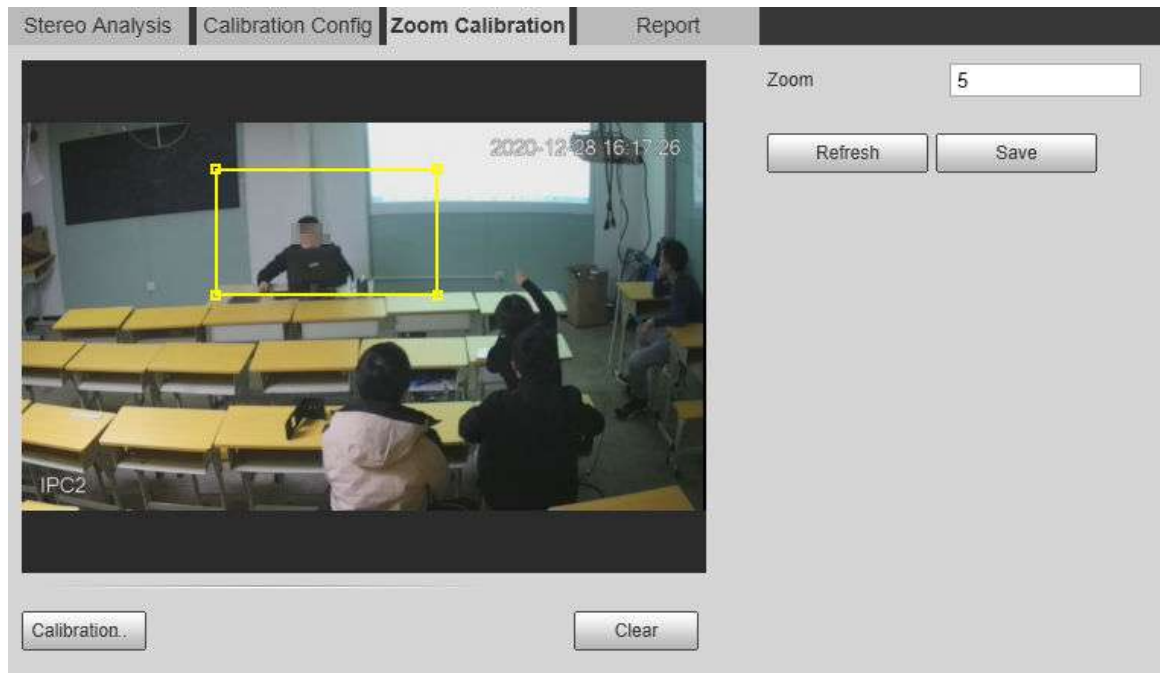 Stereo Analysis Calibration Config Zoom Calibration Report
Zoom 5
2020-12-28 16:17:26
Refresh Save
IPC2
Calibration..
Clear